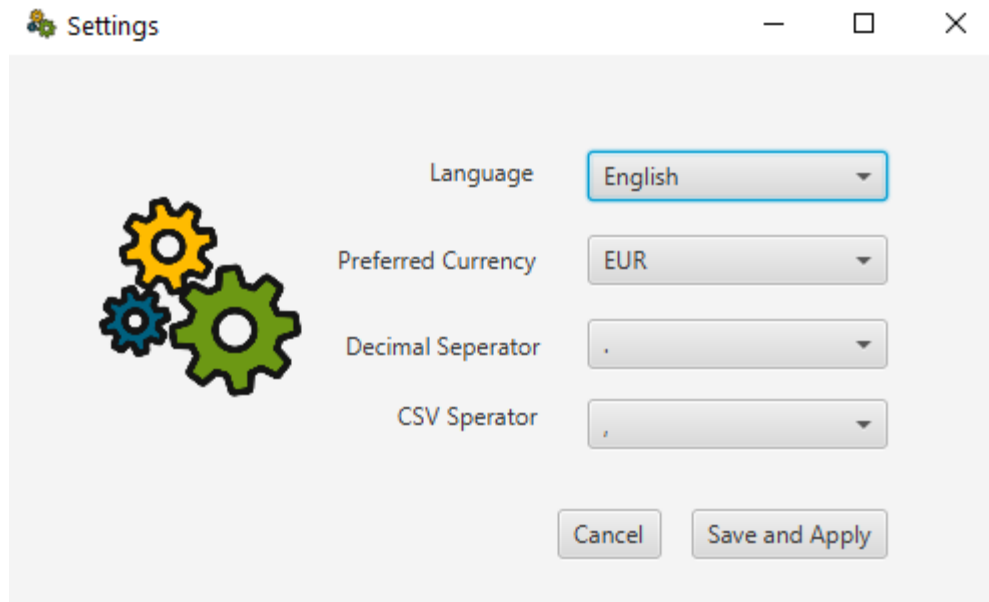 Settings
Language English
Preferred Currency EUR
Decimal Seperator .
CSV Sperator ,
Cancel Save and Apply